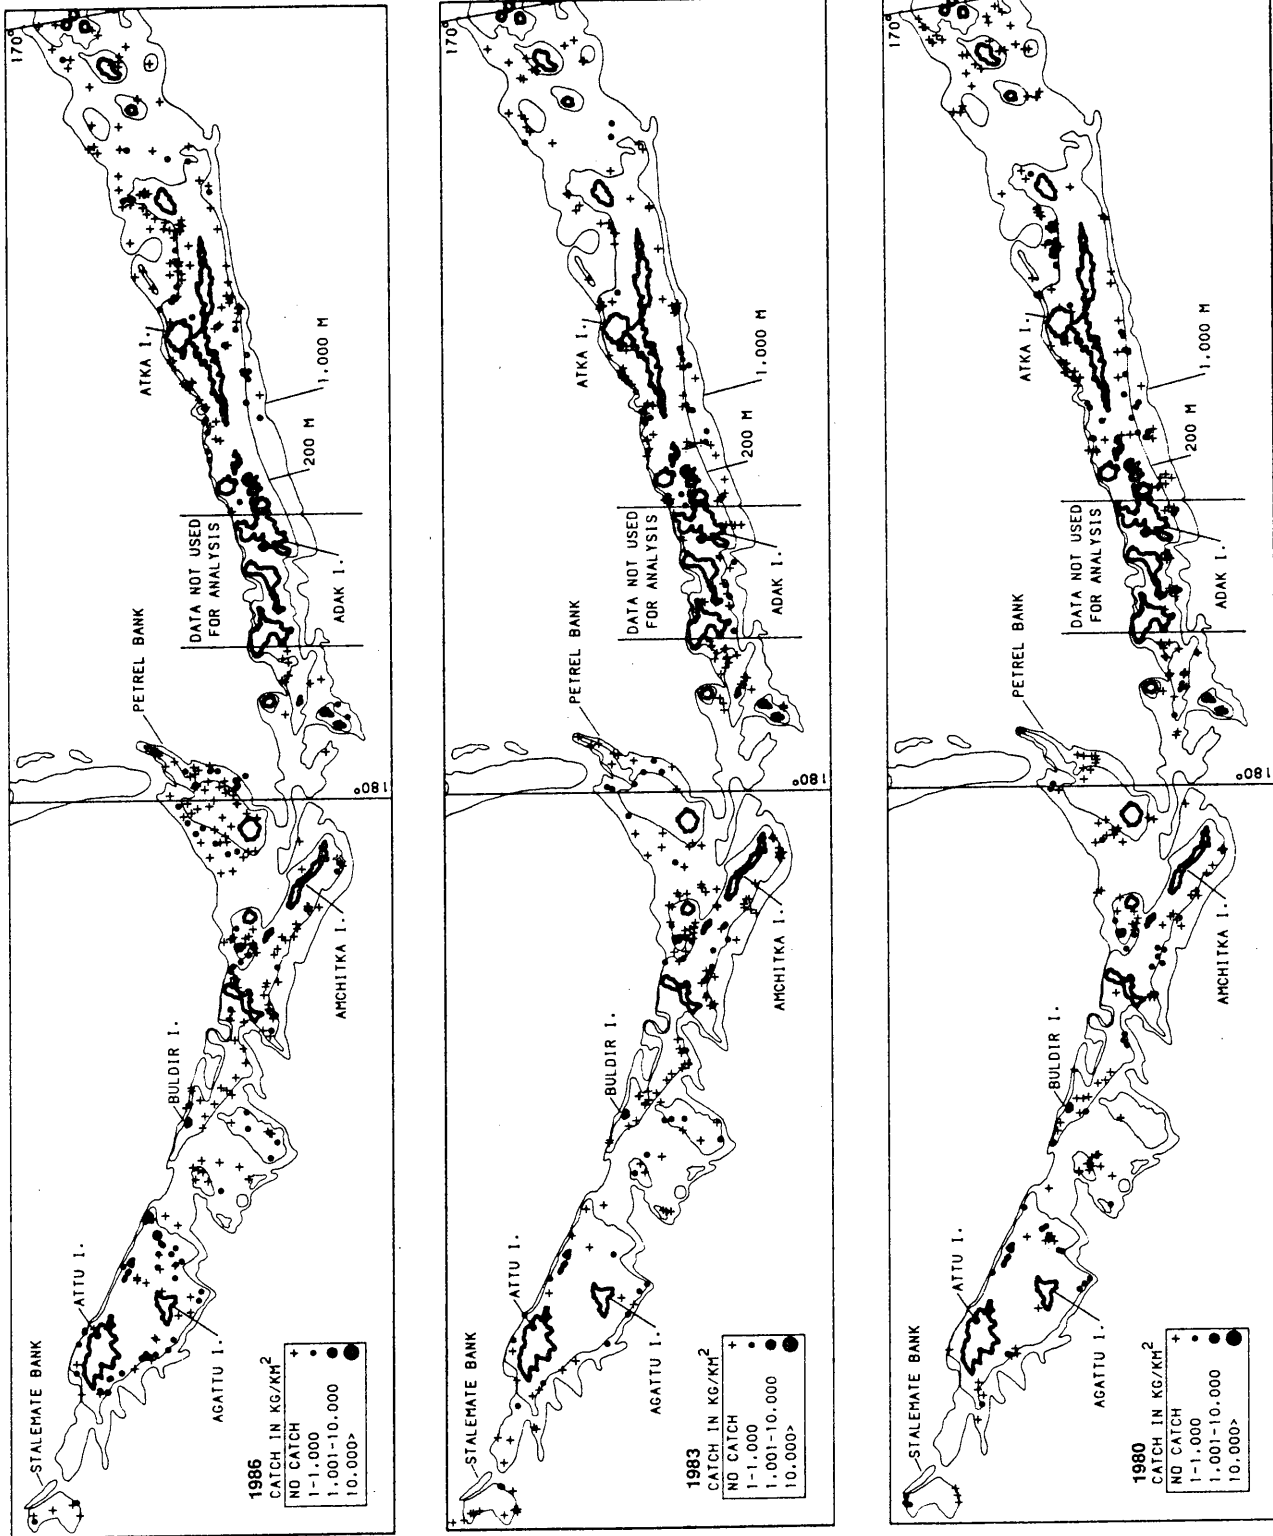 STALEMATE BANK
ATTU I.
BULDIR I.
PETREL BANK
DATA NOT USED
FOR ANALYSIS
ATKA I.
170°
1986
CATCH IN KG/KM²
NO CATCH +
1-1.000
1.001-10.000
10.000>
AGATTU I.
AMCHITKA I.
180°
ADAK I.
200 M
1.000 M
STALEMATE BANK
ATTU I.
BULDIR I.
PETREL BANK
DATA NOT USED
FOR ANALYSIS
ATKA I.
170°
1983
CATCH IN KG/KM²
NO CATCH +
1-1.000
1.001-10.000
10.000>
AGATTU I.
AMCHITKA I.
180°
ADAK I.
200 M
1.000 M
STALEMATE BANK
ATTU I.
BULDIR I.
PETREL BANK
DATA NOT USED
FOR ANALYSIS
ATKA I.
170°
1980
CATCH IN KG/KM²
NO CATCH +
1-1.000
1.001-10.000
10.000>
AGATTU I.
AMCHITKA I.
180°
ADAK I.
200 M
1.000 M